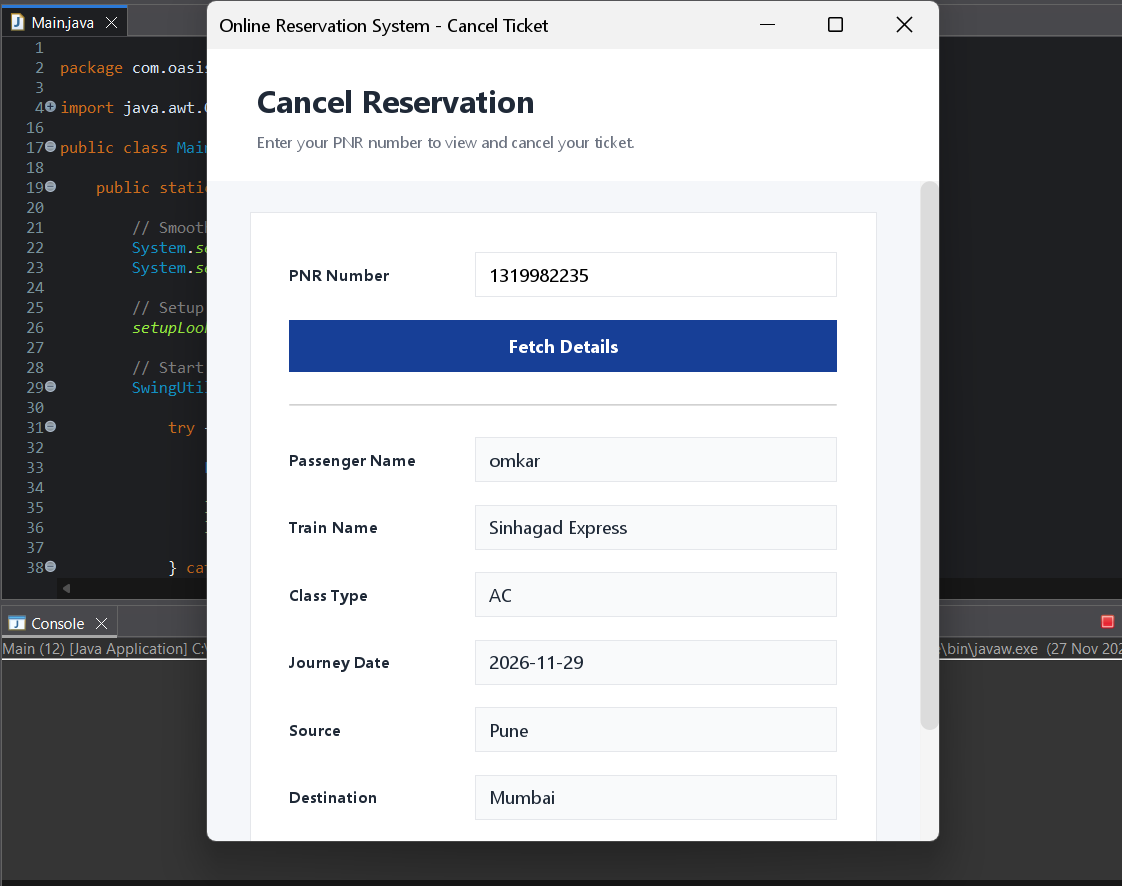 Main.java
1
2 package com.oasis
3
4 import java.awt.
16
17 public class Main
18
19 public static
20
21 // Smooth
22 System.se
23 System.se
24
25 // Setup
26 setupLook
27
28 // Start
29 SwingUtil
30
31 try
32
33
34
35
36
37
38 } cat
Console
Main (12) [Java Application] C:\
e\bin\javaw.exe (27 Nov 202
Online Reservation System - Cancel Ticket
Cancel Reservation
Enter your PNR number to view and cancel your ticket.
PNR Number 1319982235
Fetch Details
Passenger Name omkar
Train Name Sinhagad Express
Class Type AC
Journey Date 2026-11-29
Source Pune
Destination Mumbai